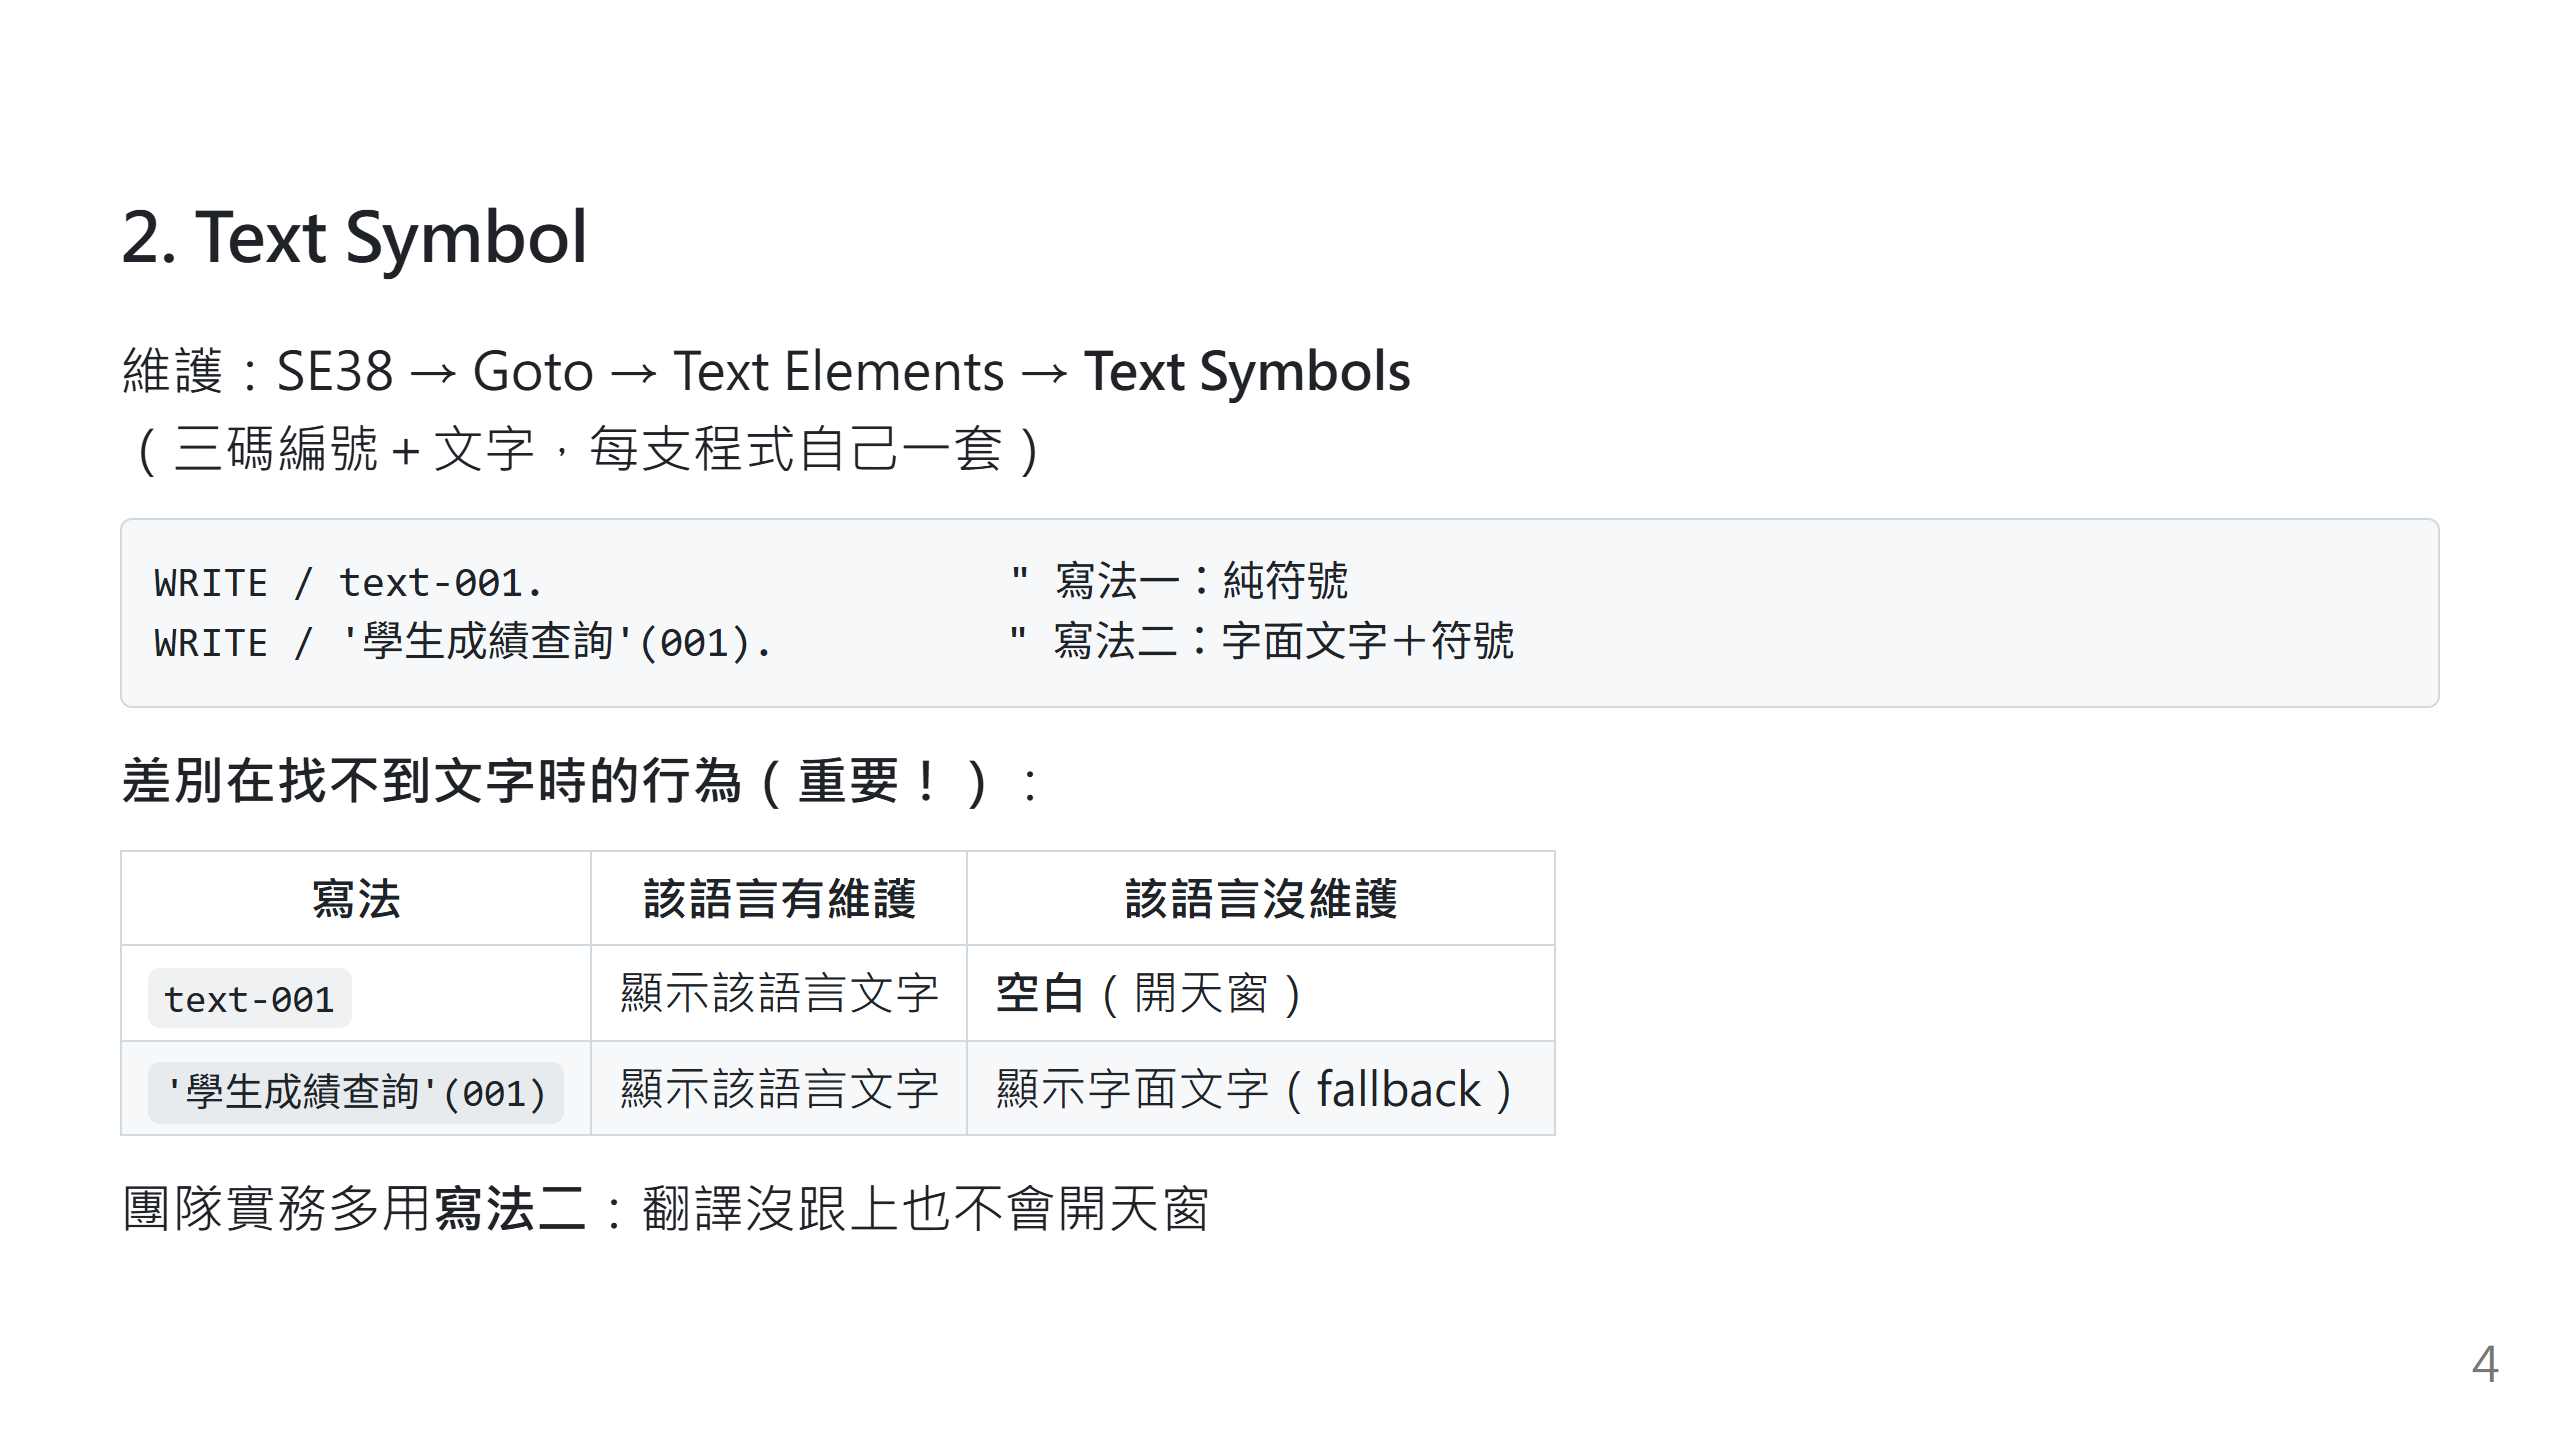 2. Text Symbol
維護：SE38 → Goto → Text Elements → Text Symbols
（三碼編號 + 文字，每支程式自己一套）
WRITE / text-001.                    " 寫法一：純符號
WRITE / '學生成績查詢'(001).          " 寫法二：字面文字＋符號
差別在找不到文字時的行為（重要！）：
寫法 該語言有維護 該語言沒維護
text-001 顯示該語言文字 空白（開天窗）
'學生成績查詢'(001) 顯示該語言文字 顯示字面文字（fallback）
團隊實務多用寫法二：翻譯沒跟上也不會開天窗
4